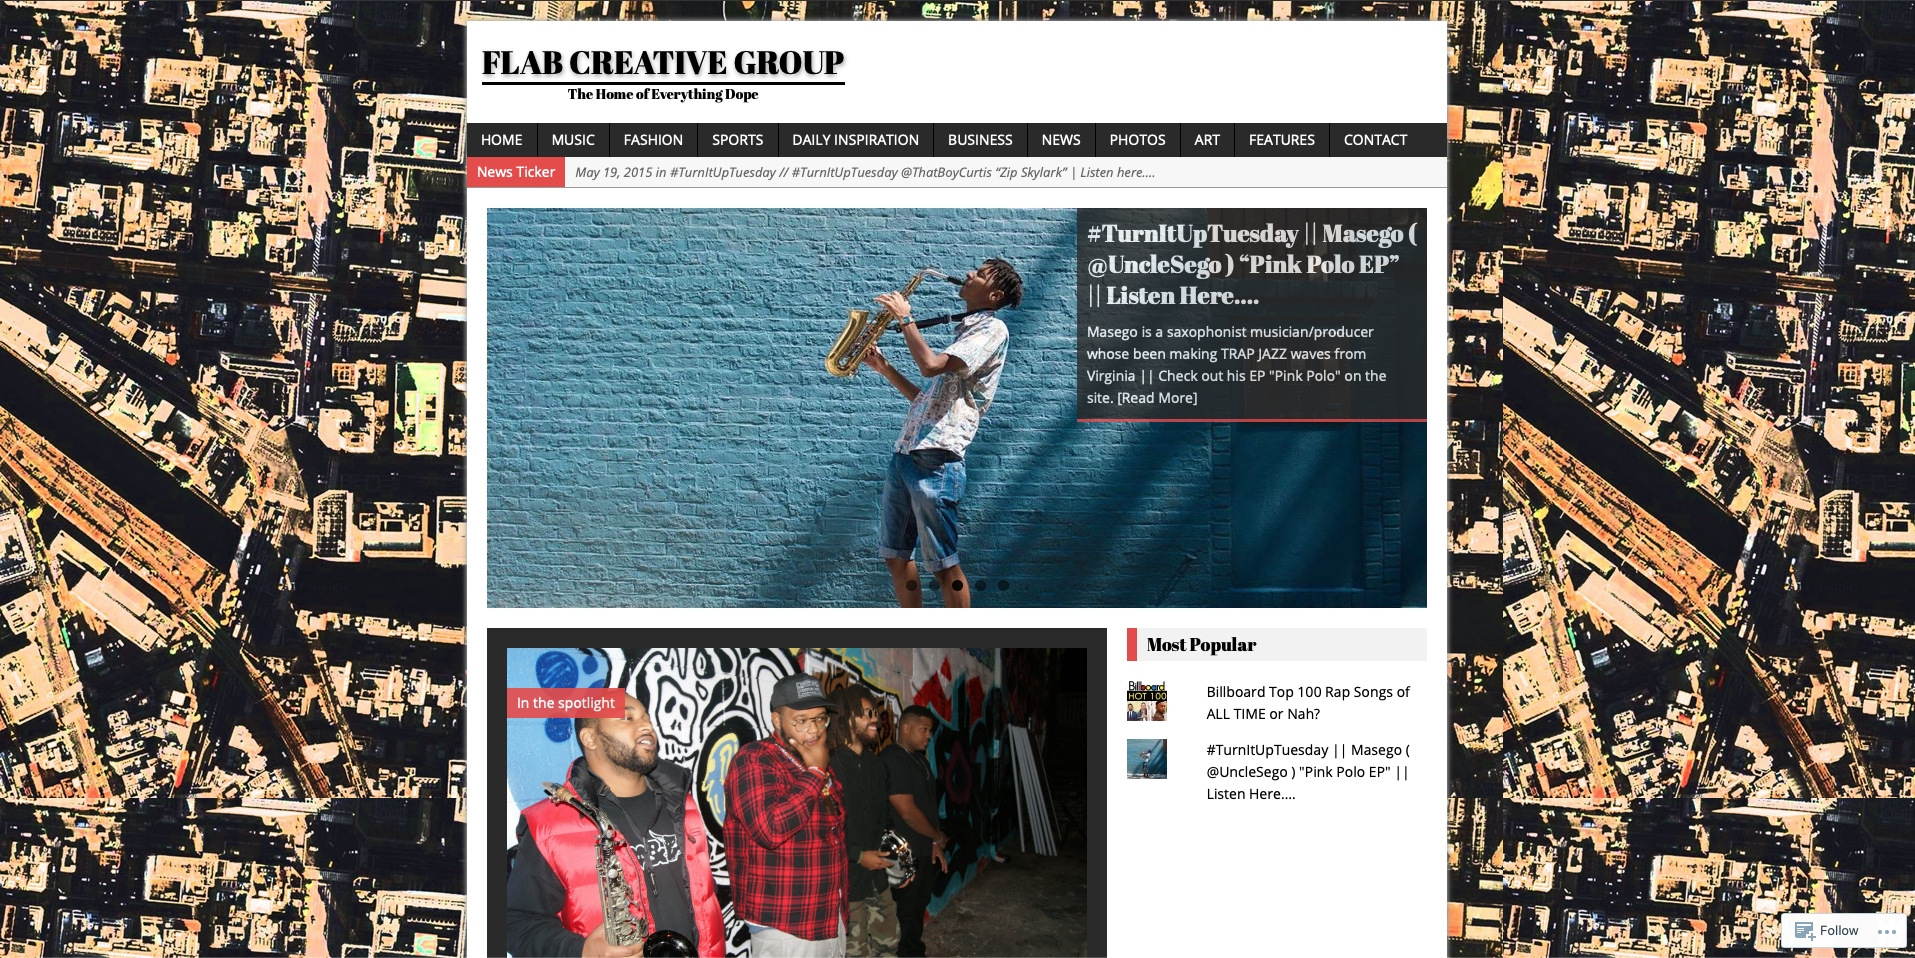 FLAB CREATIVE GROUP
The Home of Everything Dope
HOME MUSIC FASHION SPORTS DAILY INSPIRATION BUSINESS NEWS PHOTOS ART FEATURES CONTACT
News Ticker May 19, 2015 in #TurnItUpTuesday // #TurnItUpTuesday @ThatBoyCurtis “Zip Skylark” | Listen here....
#TurnItUpTuesday || Masego (
@UncleSego ) “Pink Polo EP”
|| Listen Here....
Masego is a saxophonist musician/producer
whose been making TRAP JAZZ waves from
Virginia || Check out his EP "Pink Polo" on the
site. [Read More]
In the spotlight
Most Popular
Billboard
HOT 100
Billboard Top 100 Rap Songs of
ALL TIME or Nah?
#TurnItUpTuesday || Masego (
@UncleSego ) "Pink Polo EP" ||
Listen Here....
Follow